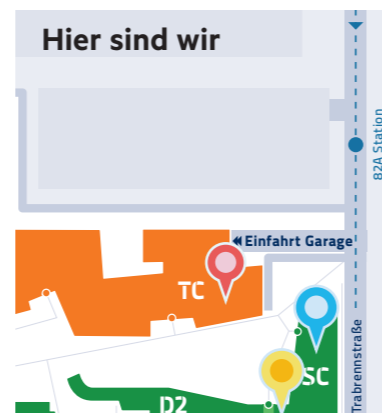 Hier sind wir
82A Station
Einfahrt Garage
TC
SC
D2
Trabrennstraße